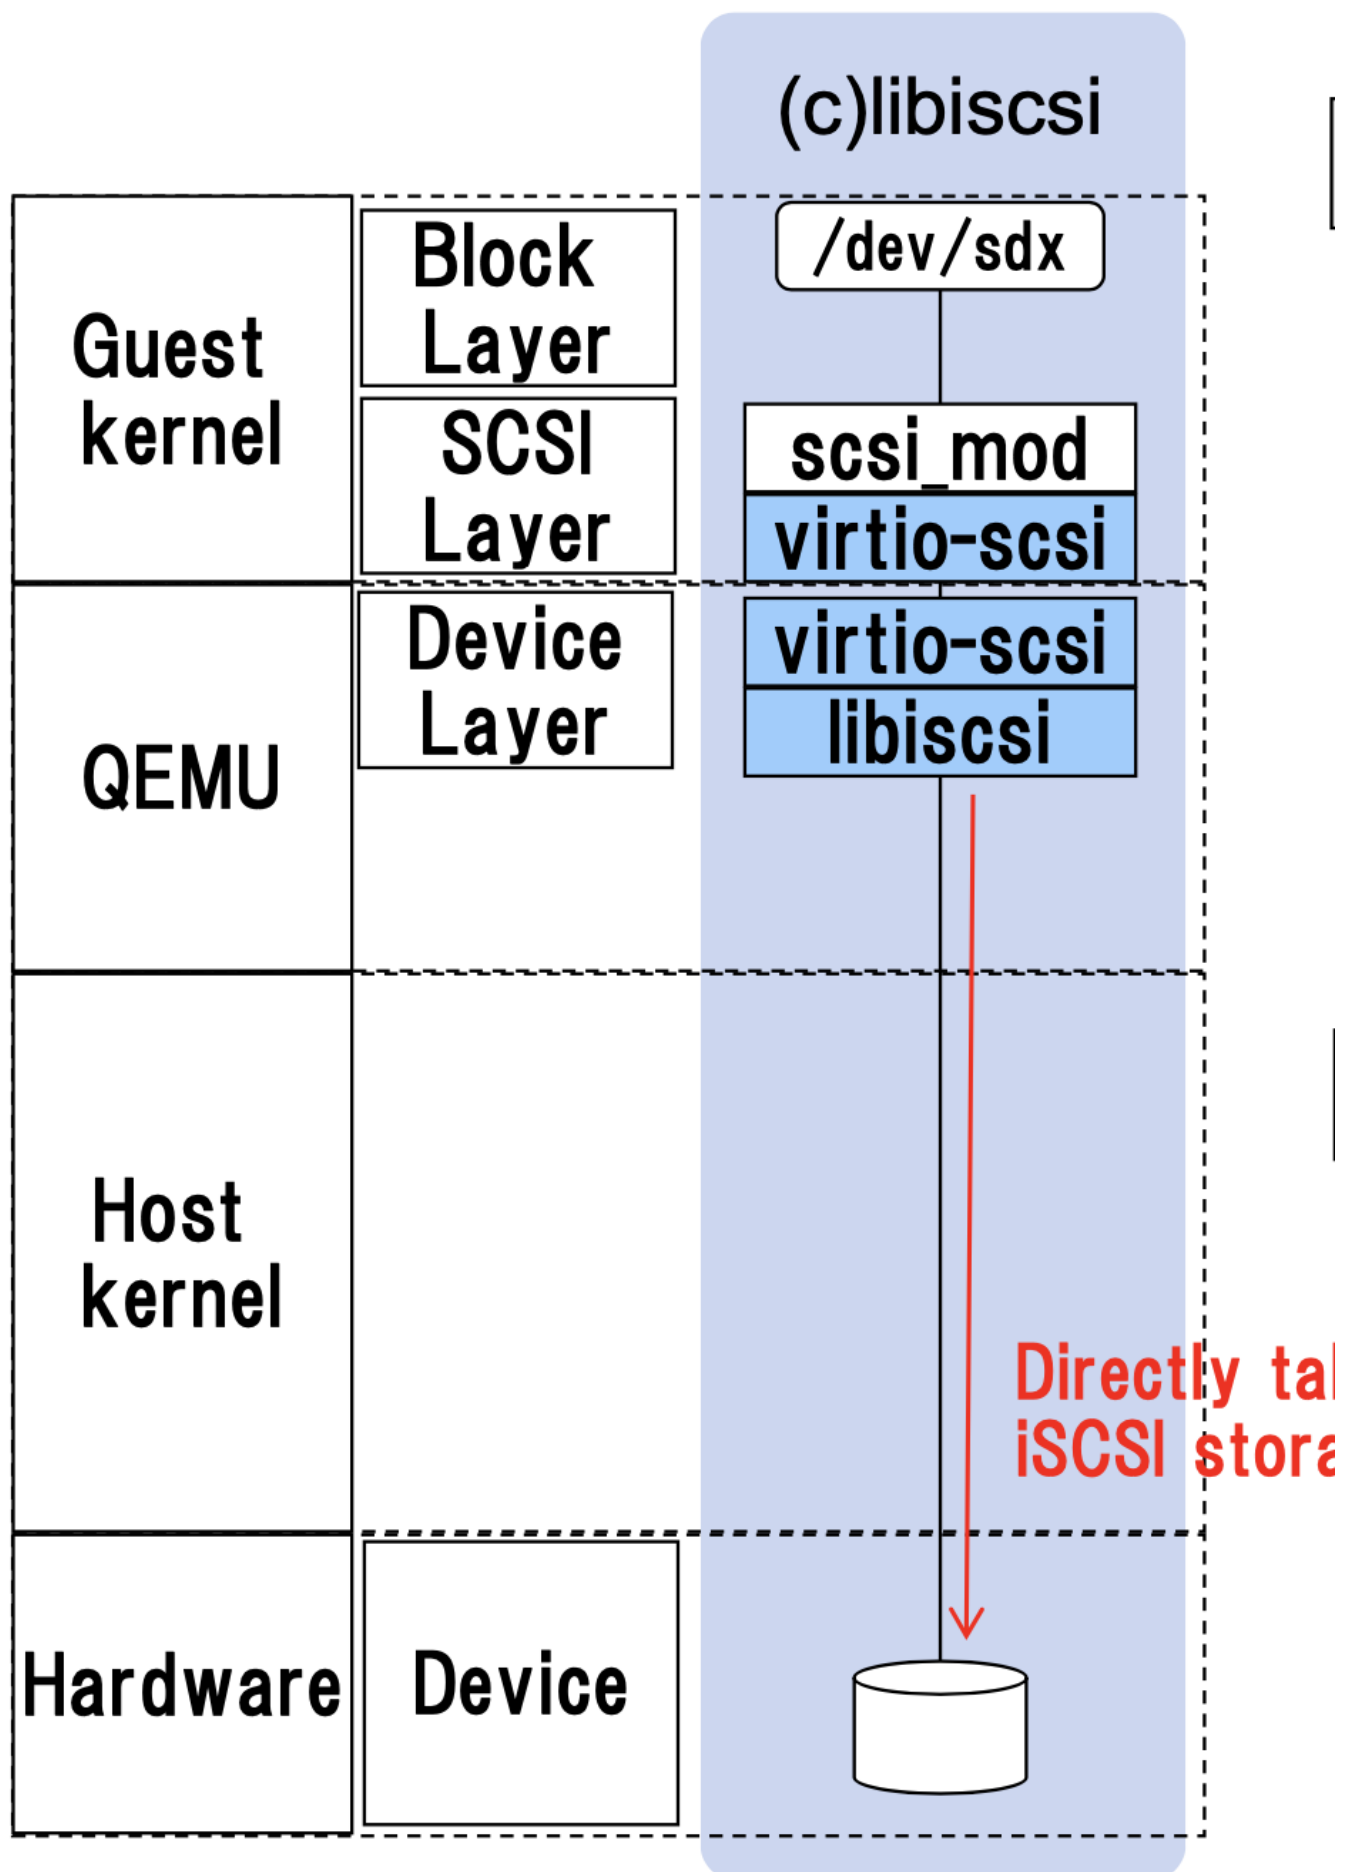 (c)libiscsi
Guest
kernel
Block
Layer
SCSI
Layer
/dev/sdx
scsi_mod
virtio-scsi
QEMU
Device
Layer
virtio-scsi
libiscsi
Host
kernel
Directly
iSCSI
Hardware
Device